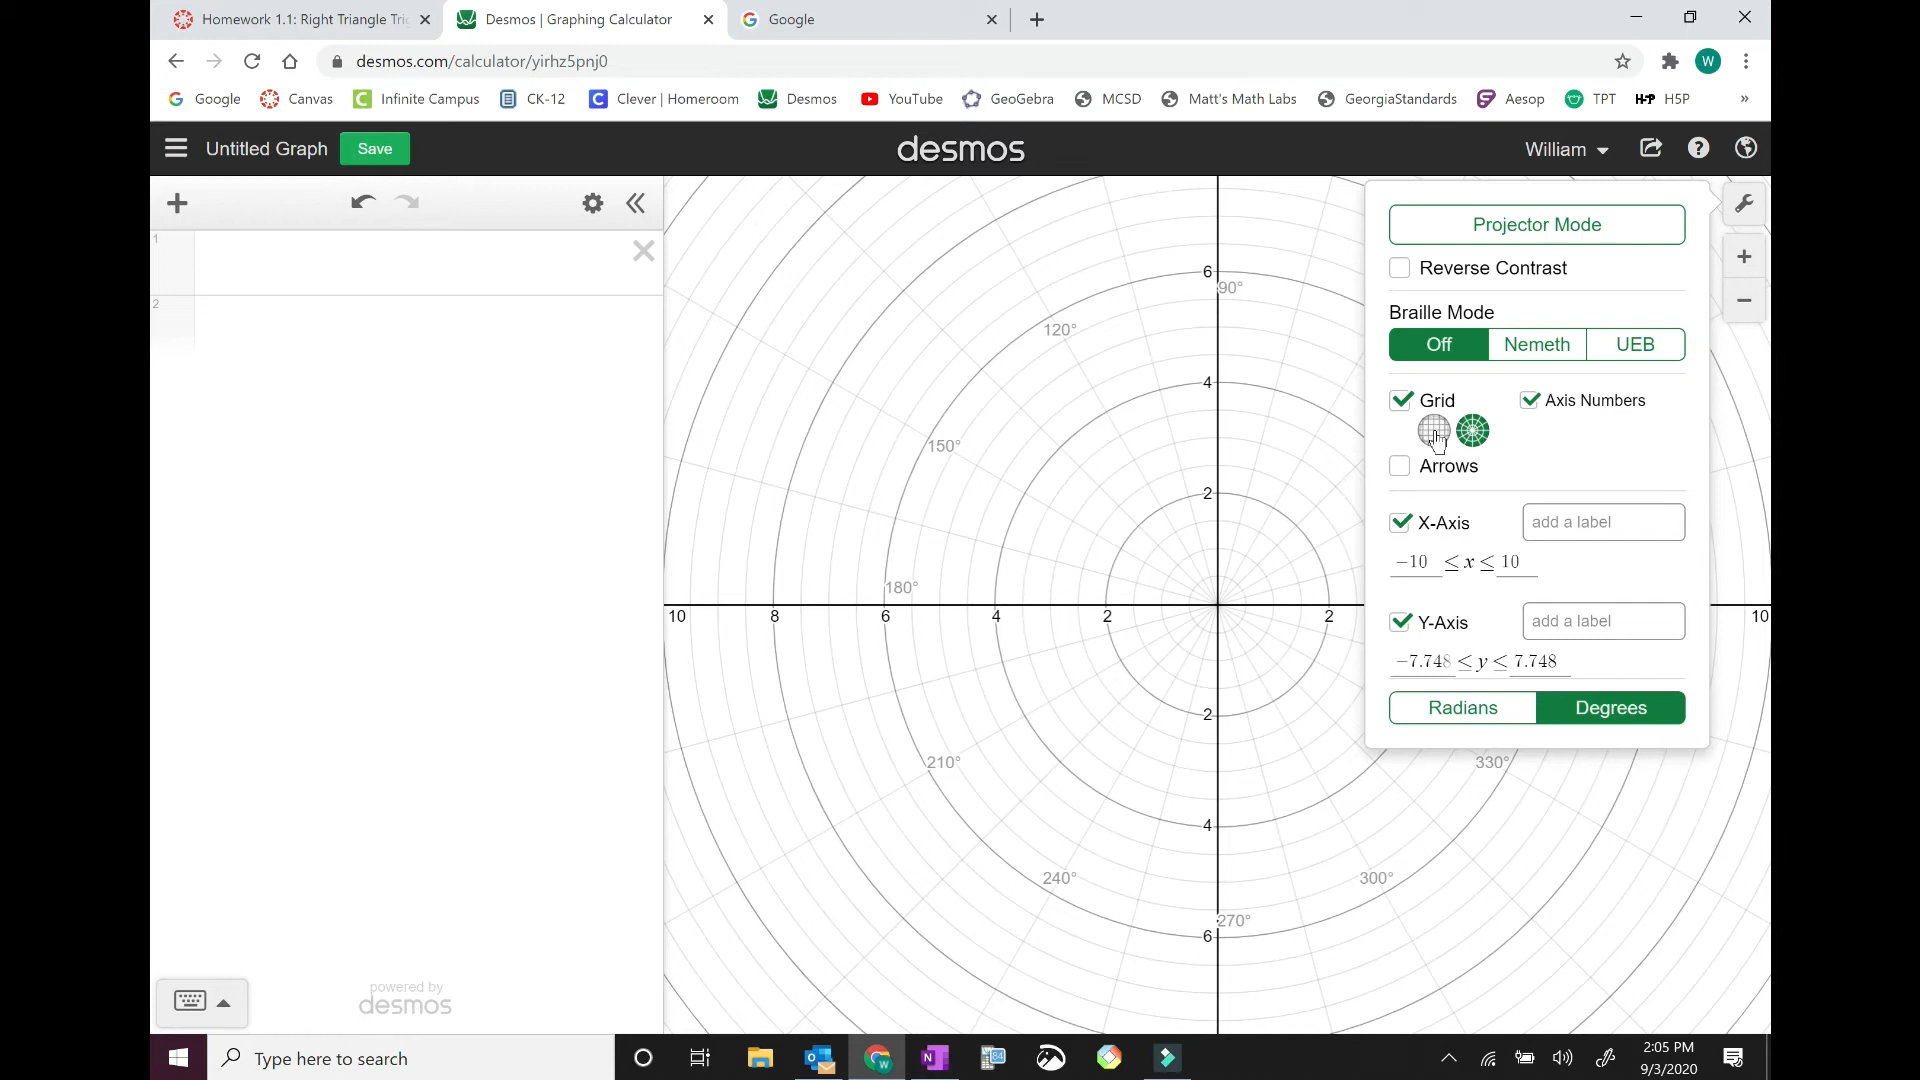 Homework 1.1: Right Triangle Tri
Desmos | Graphing Calculator
Google
desmos.com/calculator/yirhz5pnj0
W
Google
Canvas
Infinite Campus
CK-12
Clever | Homeroom
Desmos
YouTube
GeoGebra
MCSD
Matt's Math Labs
GeorgiaStandards
Aesop
TPT
H5P
»
Untitled Graph
Save
desmos
William
1
2
Projector Mode
Reverse Contrast
Braille Mode
Off
Nemeth
UEB
Grid
Axis Numbers
Arrows
X-Axis
add a label
−10 ≤ x ≤ 10
Y-Axis
add a label
−7.748 ≤ y ≤ 7.748
Radians
Degrees
6
90°
120°
4
150°
2
180°
10
8
6
4
2
2
10
2
210°
330°
4
240°
300°
270°
6
powered by
desmos
Type here to search
2:05 PM
9/3/2020